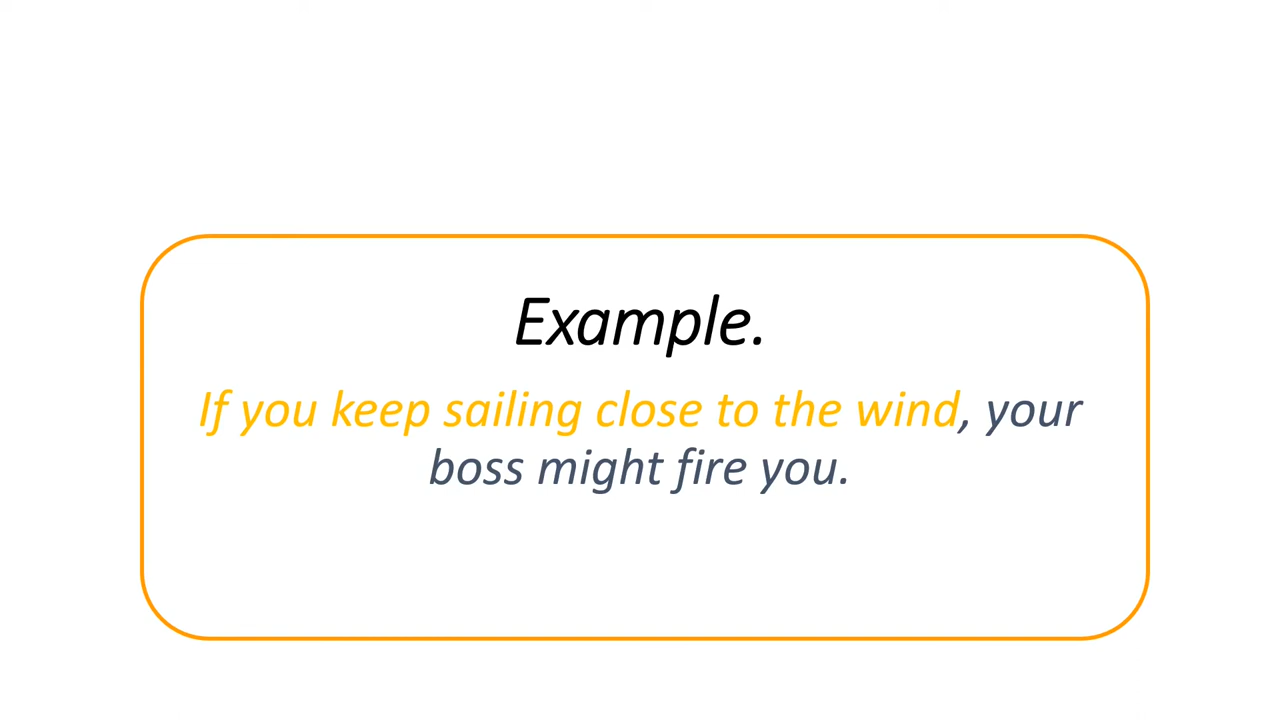 Example.
If you keep sailing close to the wind, your
boss might fire you.